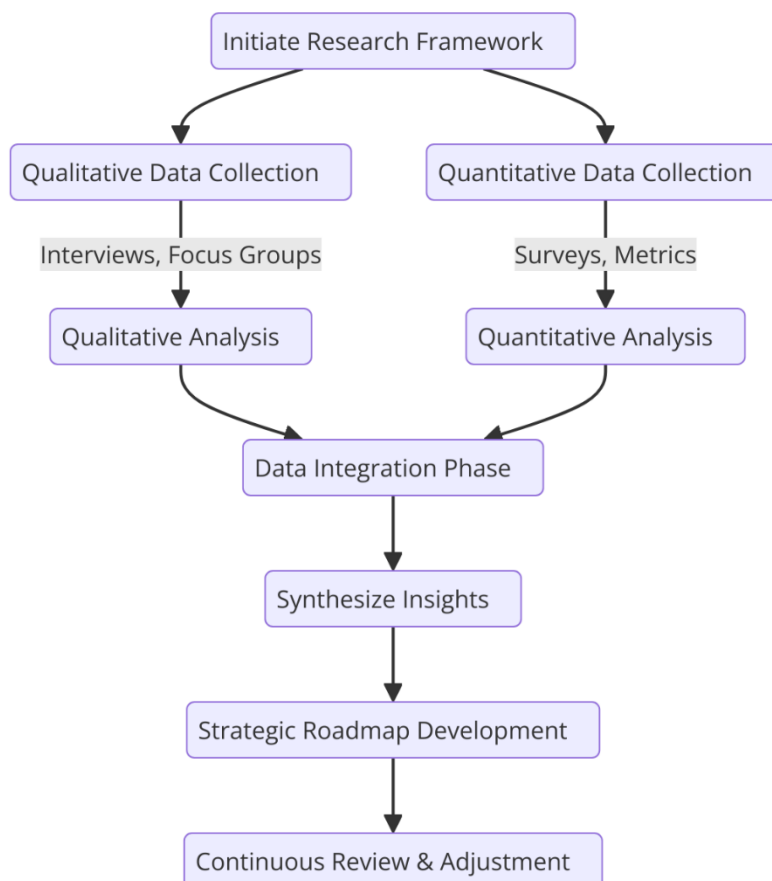 Initiate Research Framework
Qualitative Data Collection
Quantitative Data Collection
Interviews, Focus Groups
Surveys, Metrics
Qualitative Analysis
Quantitative Analysis
Data Integration Phase
Synthesize Insights
Strategic Roadmap Development
Continuous Review & Adjustment